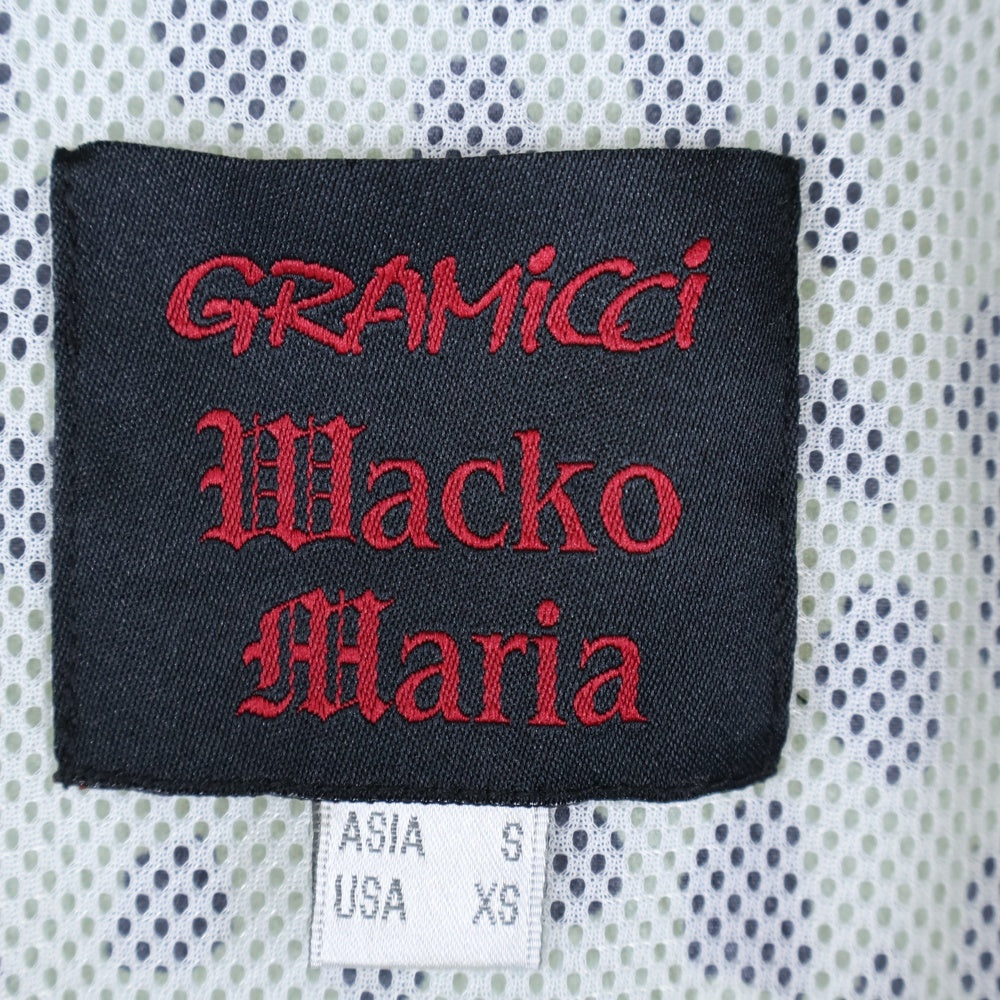 GRAMiCCi
Wacko
Maria
ASIA S
USA XS